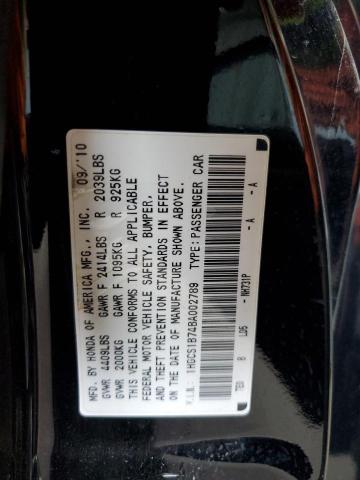 MFD. BY HONDA OF AMERICA MFG., INC. 09/'10
GVWR 4409LBS GAWR F 2414LBS R 2039LBS
GVWR 2000KG GAWR F 1095KG R 925KG
THIS VEHICLE CONFORMS TO ALL APPLICABLE
FEDERAL MOTOR VEHICLE SAFETY, BUMPER,
AND THEFT PREVENTION STANDARDS IN EFFECT
ON THE DATE OF MANUFACTURE SHOWN ABOVE.
V.I.N.: 1HGCS1B74BA002789 TYPE: PASSENGER CAR
B L05 - NH731P - A - A